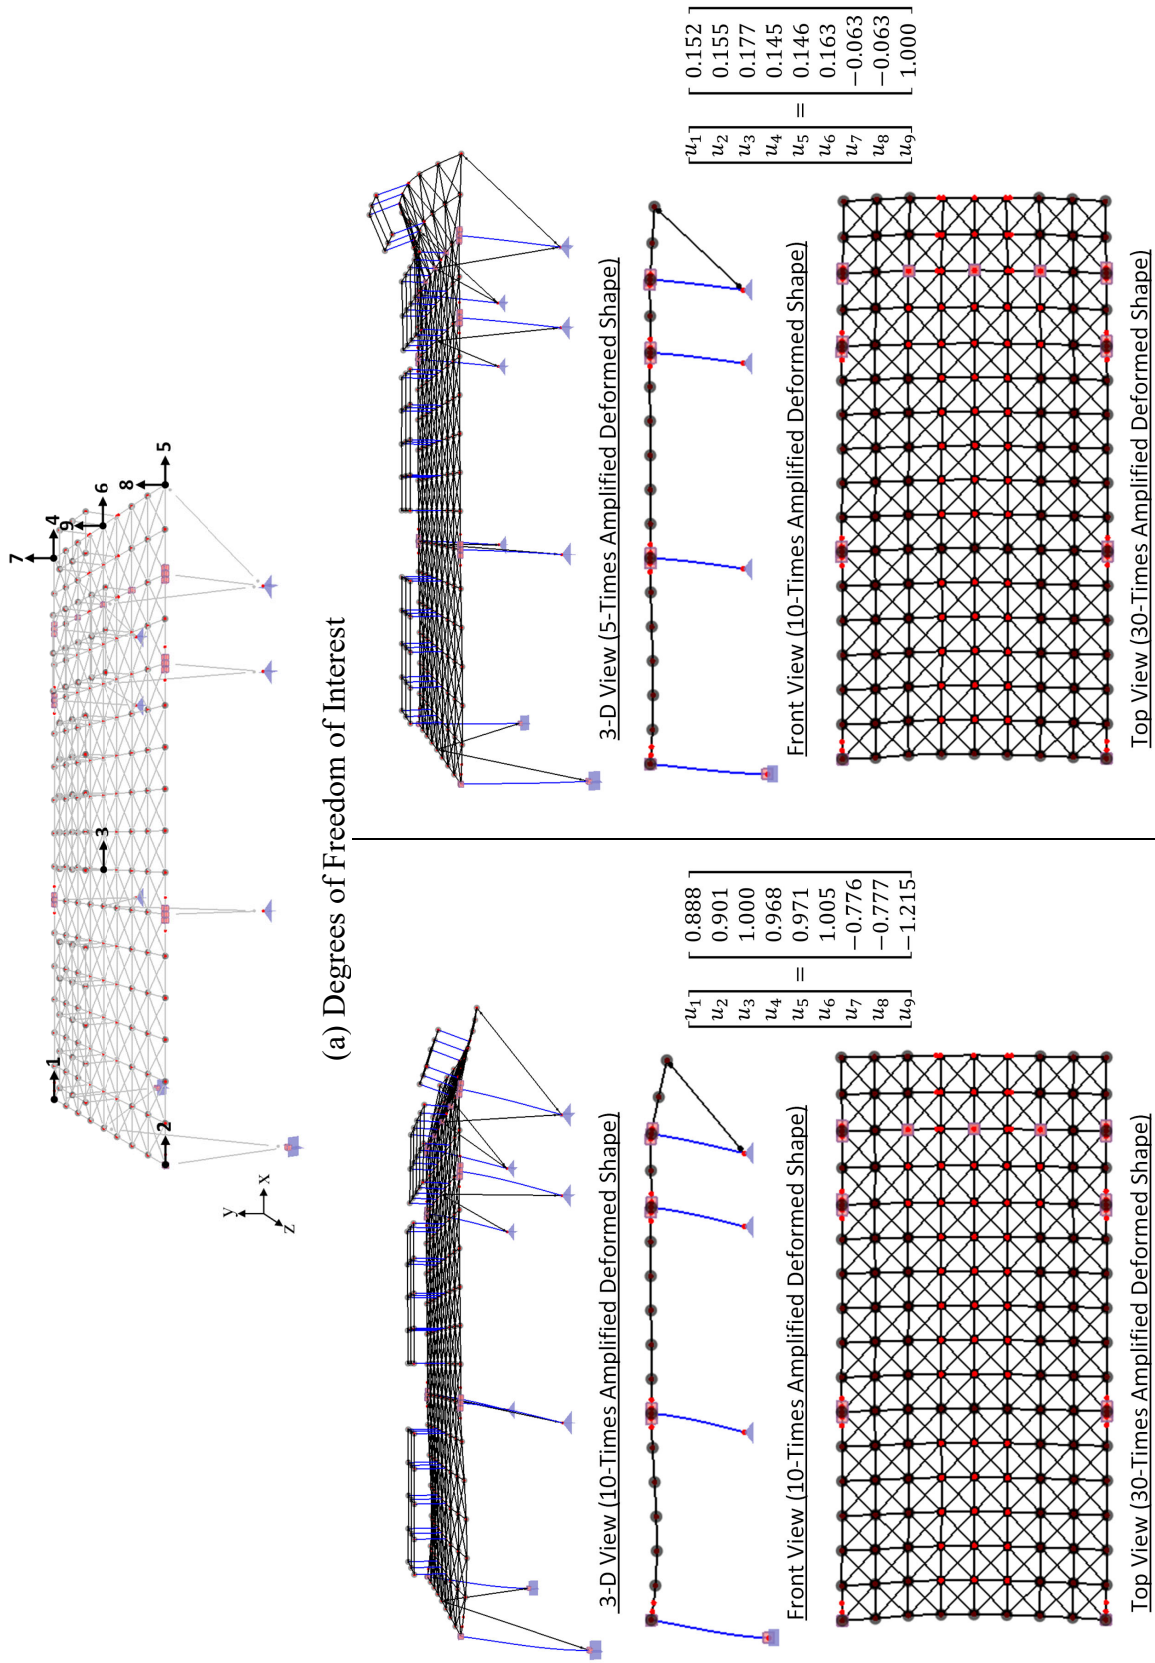 7
4
9
6
8
5
3
1
2
y
x
z
(a) Degrees of Freedom of Interest
3-D View (10-Times Amplified Deformed Shape)
Front View (10-Times Amplified Deformed Shape)
u1 0.888
u2 0.901
u3 1.0000
u4 0.968
u5 = 0.971
u6 1.005
u7 −0.776
u8 −0.777
u9 −1.215
Top View (30-Times Amplified Deformed Shape)
3-D View (5-Times Amplified Deformed Shape)
Front View (10-Times Amplified Deformed Shape)
u1 0.152
u2 0.155
u3 0.177
u4 0.145
u5 = 0.146
u6 0.163
u7 −0.063
u8 −0.063
u9 1.000
Top View (30-Times Amplified Deformed Shape)